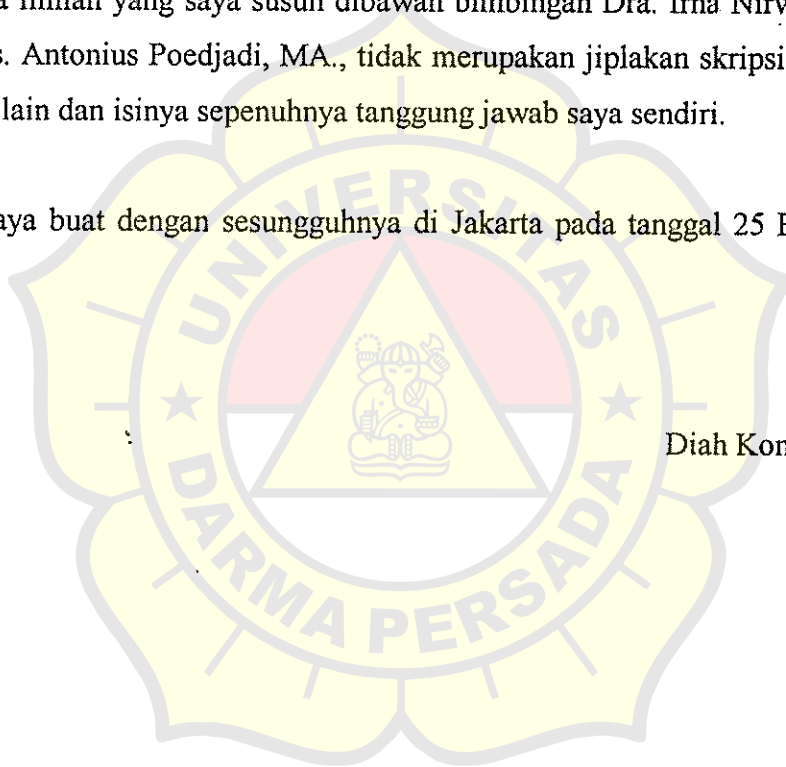 ilmiah yang saya susun dibawah bimbingan Dra. Irna
s. Antonius Poedjadi, MA., tidak merupakan jiplakan skripsi
lain dan isinya sepenuhnya tanggung jawab saya sendiri.
aya buat dengan sesungguhnya di Jakarta pada tanggal 25
Diah
UNIVERSITAS
DARMA PERSADA